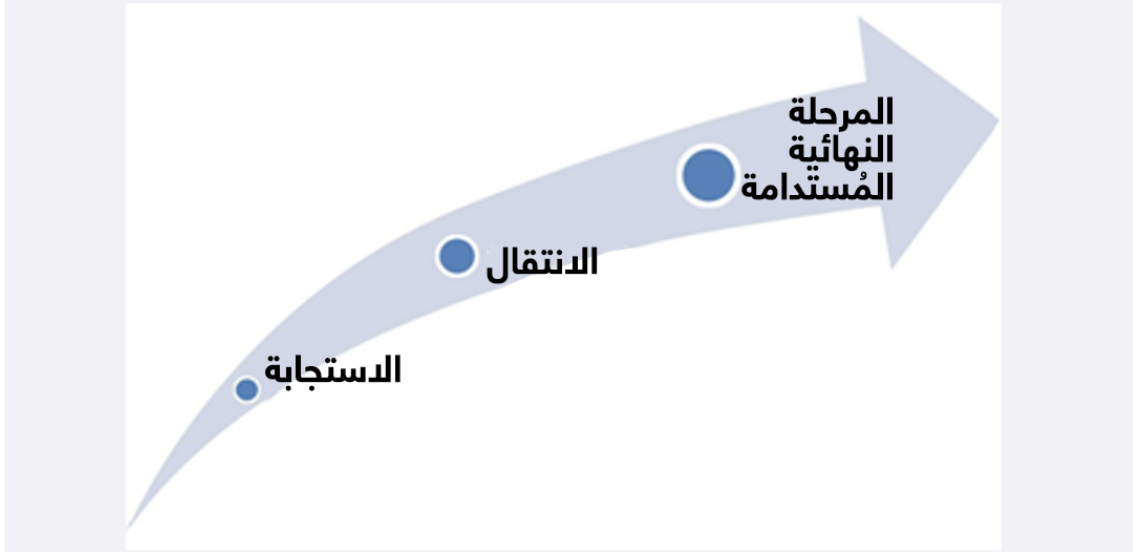 المرحلة
النهائية
المُستدامة
الانتقال
الاستجابة